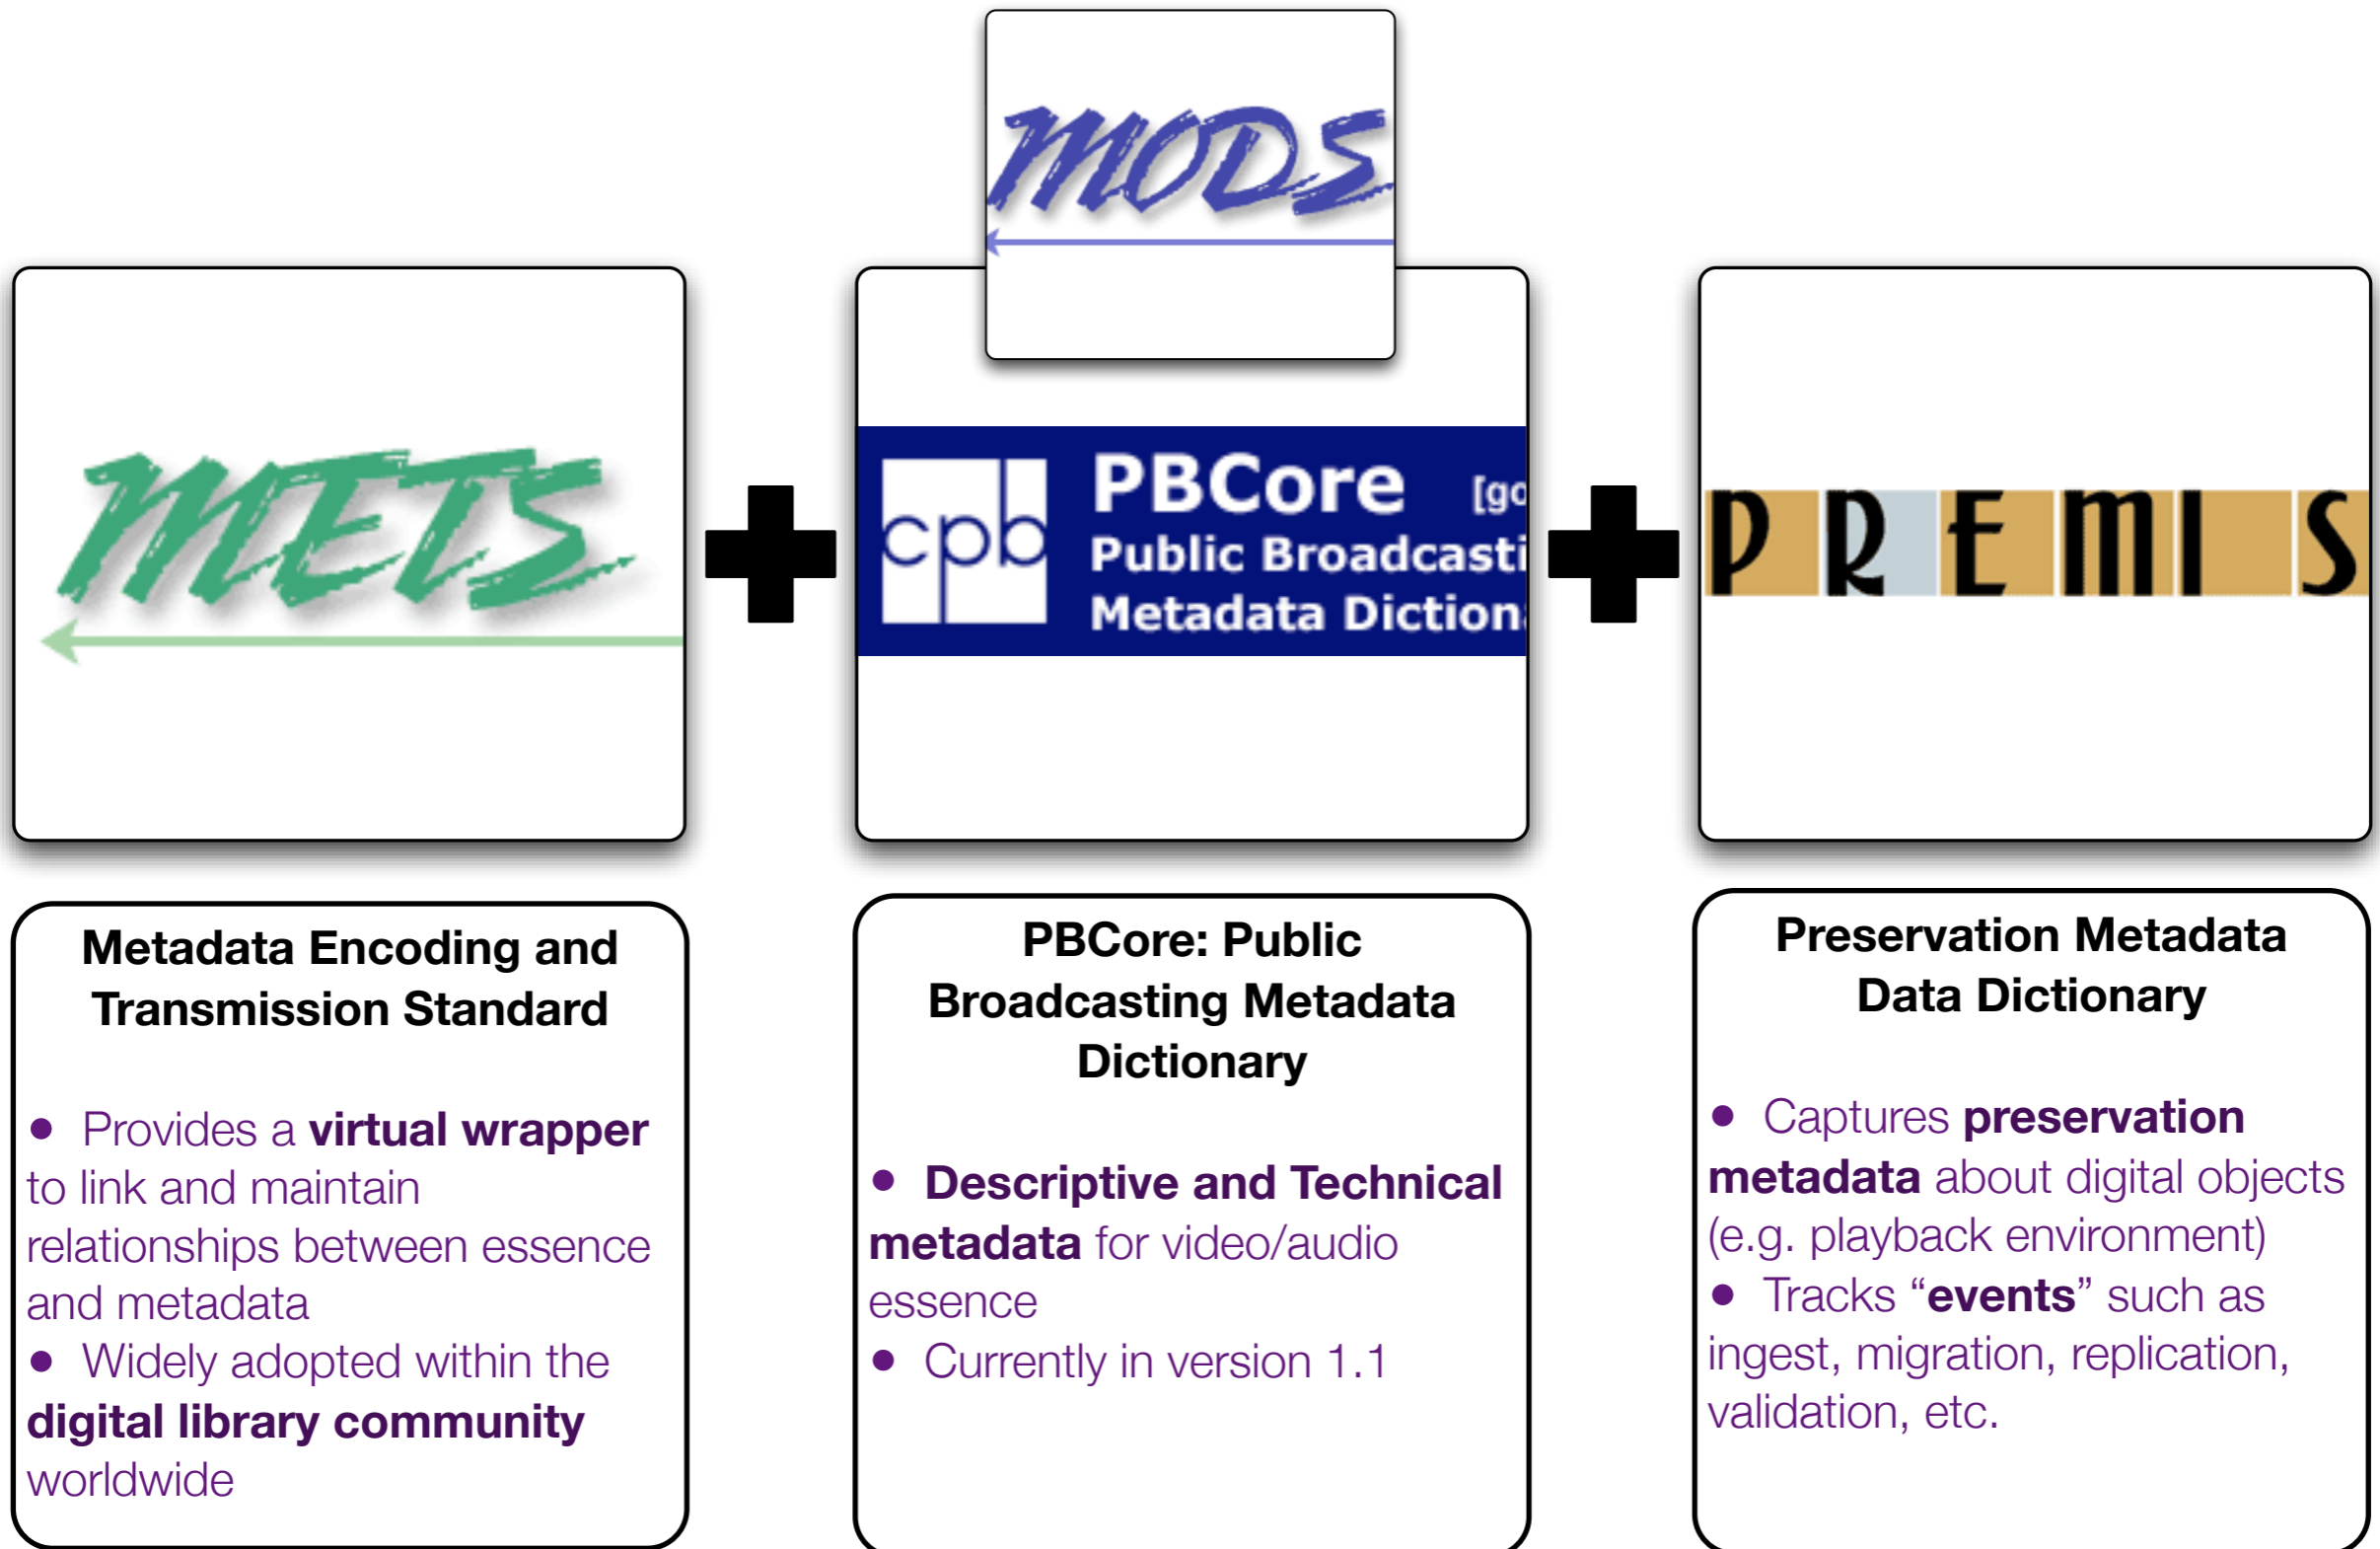 MODS
METS
cpb
PBCore [go
Public Broadcasti
Metadata Diction
PREMIS
Metadata Encoding and
Transmission Standard
• Provides a virtual wrapper
to link and maintain
relationships between essence
and metadata
• Widely adopted within the
digital library community
worldwide
PBCore: Public
Broadcasting Metadata
Dictionary
• Descriptive and Technical
metadata for video/audio
essence
• Currently in version 1.1
Preservation Metadata
Data Dictionary
• Captures preservation
metadata about digital objects
(e.g. playback environment)
• Tracks “events” such as
ingest, migration, replication,
validation, etc.